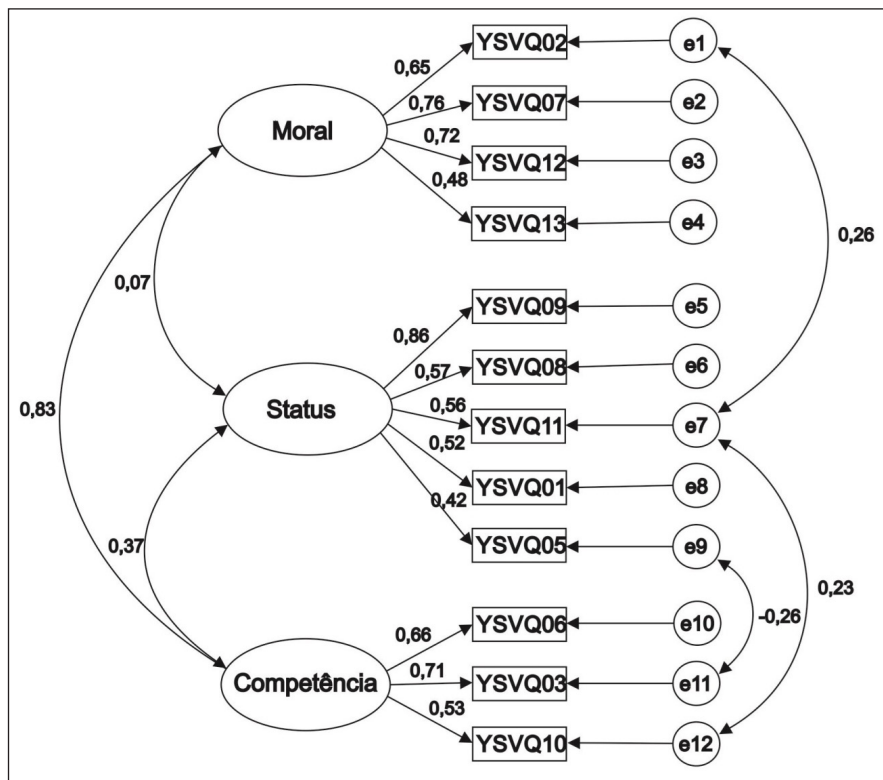 YSVQ02
e1
0,65
YSVQ07
e2
0,76
Moral
0,72
YSVQ12
e3
0,48
YSVQ13
e4
0,26
0,07
YSVQ09
e5
0,86
YSVQ08
e6
0,57
Status
0,56
YSVQ11
e7
0,83
0,52
YSVQ01
e8
0,42
YSVQ05
e9
0,37
0,23
-0,26
YSVQ06
e10
0,66
Competência
0,71
YSVQ03
e11
0,53
YSVQ10
e12